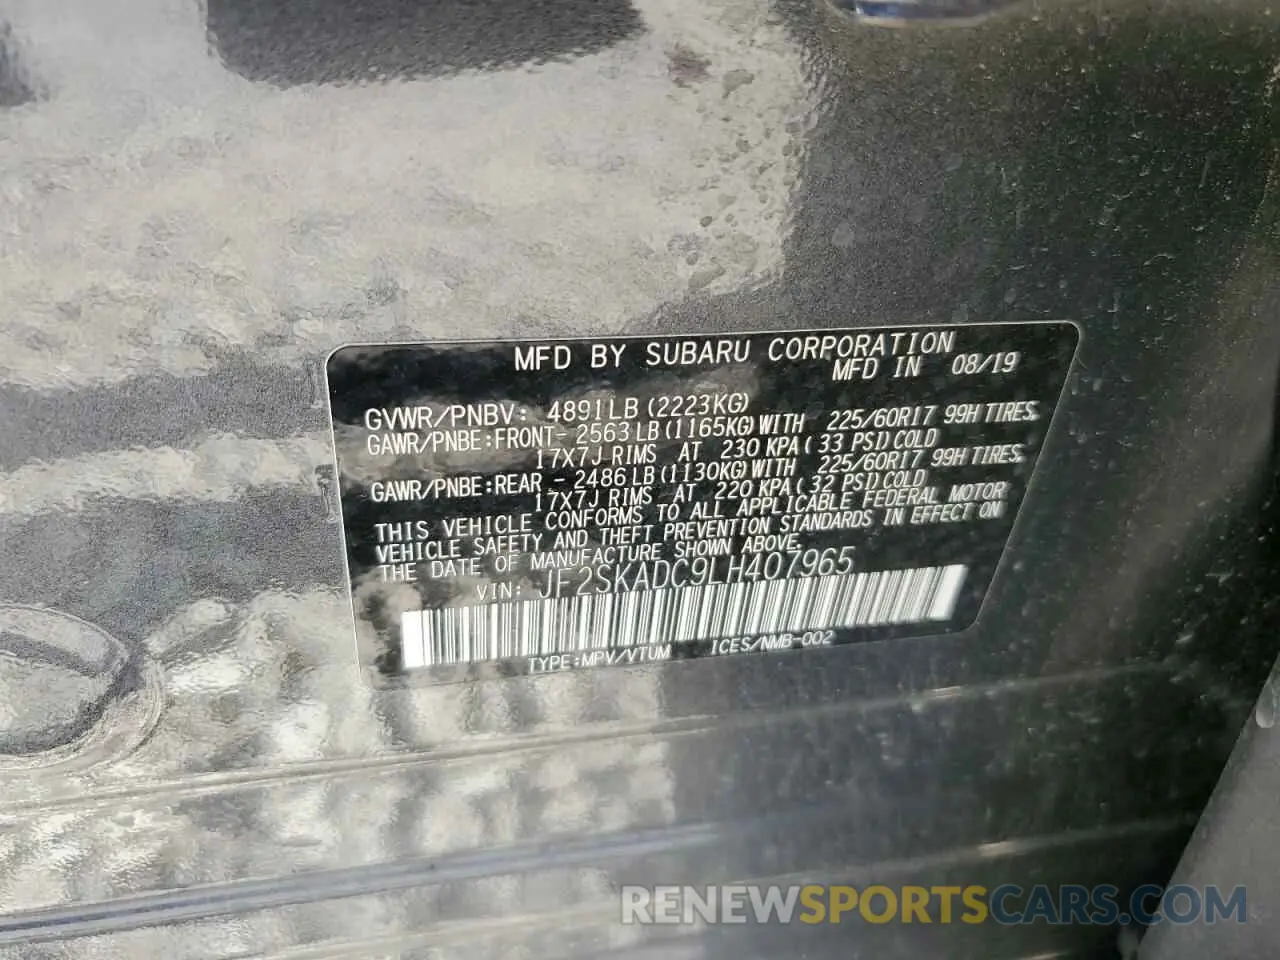 MFD BY SUBARU CORPORATION
MFD IN 08/19
GVWR/PNBV: 4891LB (2223KG)
GAWR/PNBE:FRONT- 2563LB (1165KG) WITH 225/60R17 99H TIRES
17X7J RIMS AT 230 KPA (33 PSI) COLD
GAWR/PNBE:REAR - 2486LB (1130KG) WITH 225/60R17 99H TIRES
17X7J RIMS AT 220 KPA (32 PSI) COLD
THIS VEHICLE CONFORMS TO ALL APPLICABLE FEDERAL MOTOR
VEHICLE SAFETY AND THEFT PREVENTION STANDARDS IN EFFECT ON
THE DATE OF MANUFACTURE SHOWN ABOVE.
VIN: JF2SKADC9LH407965
TYPE:MPV/VTUM ICES/NMB-002
RENEWSPORTSCARS.COM